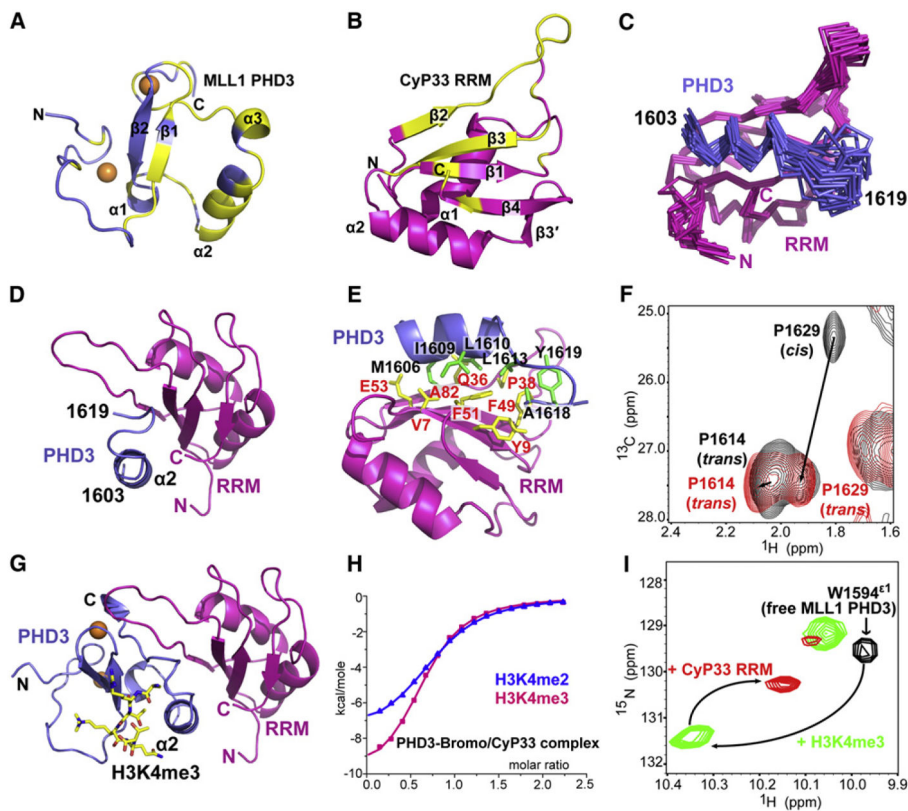 A
MLL1 PHD3
N
C
α3
β2
β1
α1
α2
B
CyP33 RRM
β2
β3
N
C
β1
α1
β4
α2
β3′
C
PHD3
1603
1619
C
RRM
N
D
1619
PHD3
C
α2
1603
RRM
N
E
PHD3
L1610
I1609
L1613
Y1619
M1606
Q36
E53
A82
P38
F49
F51
A1618
V7
Y9
RRM
F
25.0
P1629
(cis)
26.0
13C (ppm)
P1614
(trans)
27.0
P1614
(trans)
P1629
(trans)
28.0
2.4 2.2 2.0 1.8 1.6
1H (ppm)
G
C
PHD3
RRM
N
C
α2
H3K4me3
N
H
0
-2
kcal/mole
-4
H3K4me2
-6
H3K4me3
-8
PHD3-Bromo/CyP33 complex
-10
molar ratio
0.0 0.5 1.0 1.5 2.0 2.5
I
128
W1594ε1
(free MLL1 PHD3)
129
15N (ppm)
130
+ CyP33 RRM
131
+ H3K4me3
132
10.4 10.3 10.2 10.1 10.0 9.9
1H (ppm)